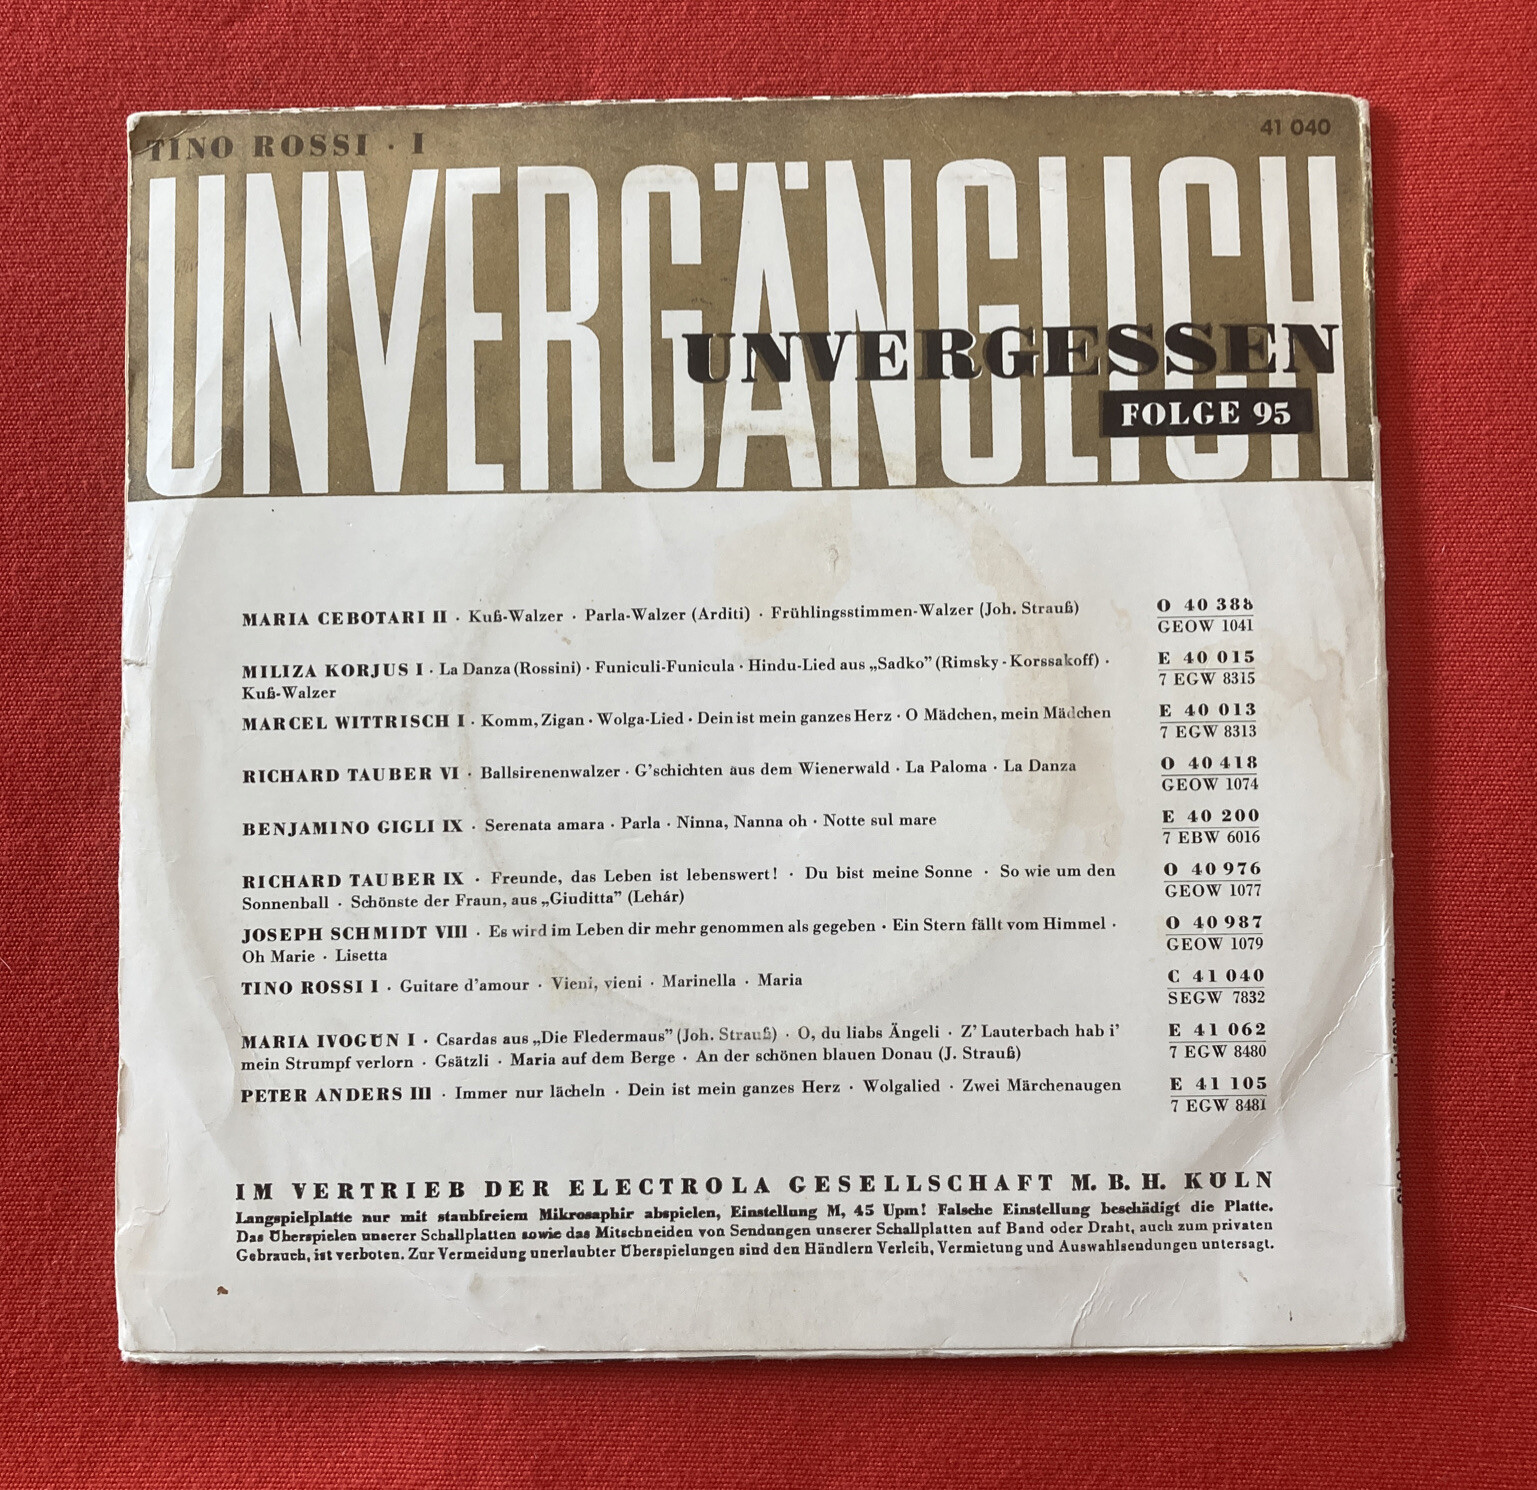 TINO ROSSI · I
41 040
UNVERGÄNGLICH
UNVERGESSEN
FOLGE 95
MARIA CEBOTARI II · Kuß-Walzer · Parla-Walzer (Arditi) · Frühlingsstimmen-Walzer (Joh. Strauß)
O 40 388
GEOW 1041
MILIZA KORJUS I · La Danza (Rossini) · Funiculi-Funicula · Hindu-Lied aus „Sadko” (Rimsky-Korssakoff) ·
Kuß-Walzer
E 40 015
7 EGW 8315
MARCEL WITTRISCH I · Komm, Zigan · Wolga-Lied · Dein ist mein ganzes Herz · O Mädchen, mein Mädchen
E 40 013
7 EGW 8313
RICHARD TAUBER VI · Ballsirenenwalzer · G'schichten aus dem Wienerwald · La Paloma · La Danza
O 40 418
GEOW 1074
BENJAMINO GIGLI IX · Serenata amara · Parla · Ninna, Nanna oh · Notte sul mare
E 40 200
7 EBW 6016
RICHARD TAUBER IX · Freunde, das Leben ist lebenswert! · Du bist meine Sonne · So wie um den
Sonnenball · Schönste der Fraun, aus „Giuditta” (Lehár)
O 40 976
GEOW 1077
JOSEPH SCHMIDT VIII · Es wird im Leben dir mehr genommen als gegeben · Ein Stern fällt vom Himmel ·
Oh Marie · Lisetta
O 40 987
GEOW 1079
TINO ROSSI I · Guitare d'amour · Vieni, vieni · Marinella · Maria
C 41 040
SEGW 7832
MARIA IVOGÜN I · Csardas aus „Die Fledermaus” (Joh. Strauß) · O, du liabs Ängeli · Z' Lauterbach hab i'
mein Strumpf verlorn · Gsätzli · Maria auf dem Berge · An der schönen blauen Donau (J. Strauß)
E 41 062
7 EGW 8480
PETER ANDERS III · Immer nur lächeln · Dein ist mein ganzes Herz · Wolgalied · Zwei Märchenaugen
E 41 105
7 EGW 8481
IM VERTRIEB DER ELECTROLA GESELLSCHAFT M. B. H. KÖLN
Langspielplatte nur mit staubfreiem Mikrosaphir abspielen, Einstellung M, 45 Upm! Falsche Einstellung beschädigt die Platte.
Das Überspielen unserer Schallplatten sowie das Mitschneiden von Sendungen unserer Schallplatten auf Band oder Draht, auch zum privaten
Gebrauch, ist verboten. Zur Vermeidung unerlaubter Überspielungen sind den Händlern Verleih, Vermietung und Auswahlsendungen untersagt.